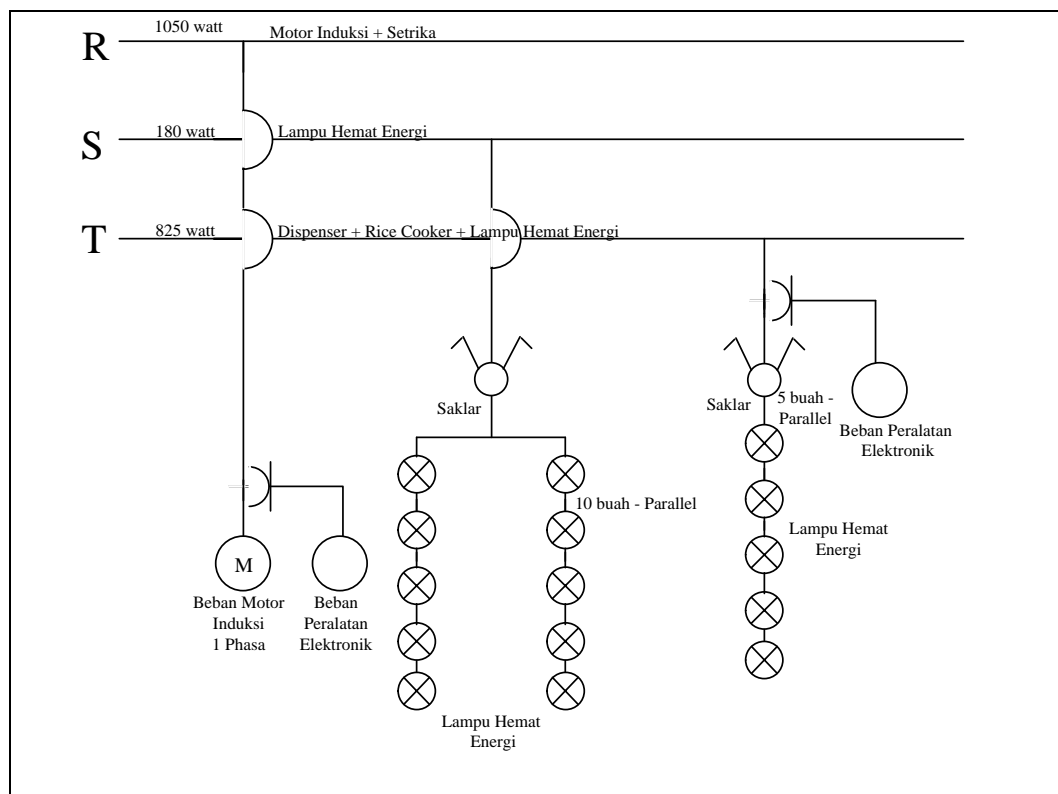 1050 watt
Motor Induksi + Setrika
R
180 watt
Lampu Hemat Energi
S
825 watt
Dispenser + Rice Cooker + Lampu Hemat Energi
T
Saklar
Saklar
5 buah -
Parallel
Beban Peralatan
Elektronik
10 buah - Parallel
Lampu Hemat
Energi
M
Beban Motor
Induksi
1 Phasa
Beban
Peralatan
Elektronik
Lampu Hemat
Energi